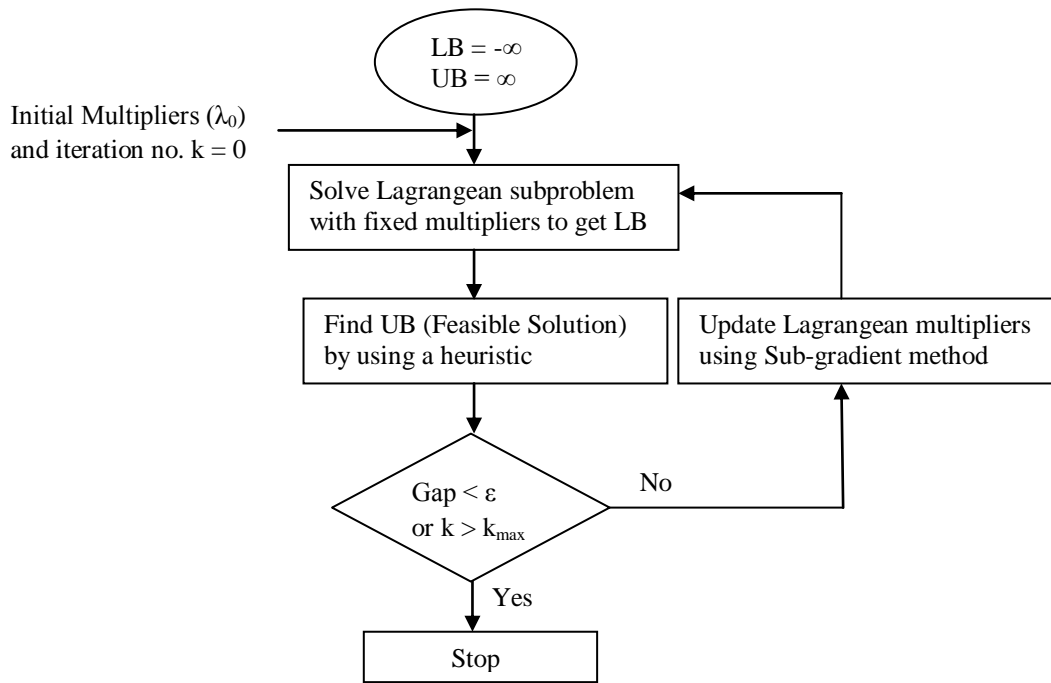 LB = -∞
UB = ∞
Initial Multipliers (λ₀)
and iteration no. k = 0
Solve Lagrangean subproblem
with fixed multipliers to get LB
Find UB (Feasible Solution)
by using a heuristic
Update Lagrangean multipliers
using Sub-gradient method
Gap < ε
or k > kmax
No
Yes
Stop